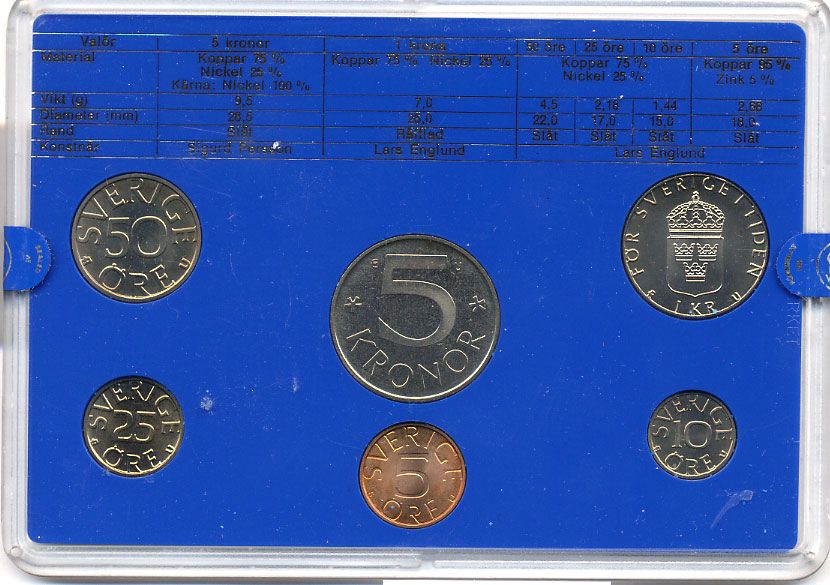 Valör 5 kronor 1 krona 50 öre 25 öre 10 öre 5 öre
Material Koppar 75 % Koppar 75 % Nickel 25 % Koppar 75 % Koppar 95 %
Nickel 25 % Nickel 25 % Zink 5 %
Kärna: Nickel 100 %
Vikt (g) 9,5 7,0 4,5 2,18 1,44 2,66
Diameter (mm) 28,5 25,0 22,0 17,0 15,0 18,0
Rand Slät Räfflad Slät Slät Slät Slät
Konstnär Sigurd Persson Lars Englund Lars Englund
SVERIGE
50
ÖRE U
FÖR SVERIGE I TIDEN
1 KR U
5
KRONOR
SVERIGE
25
ÖRE U
SVERIGE
10
ÖRE U
SVERIGE
5
ÖRE U